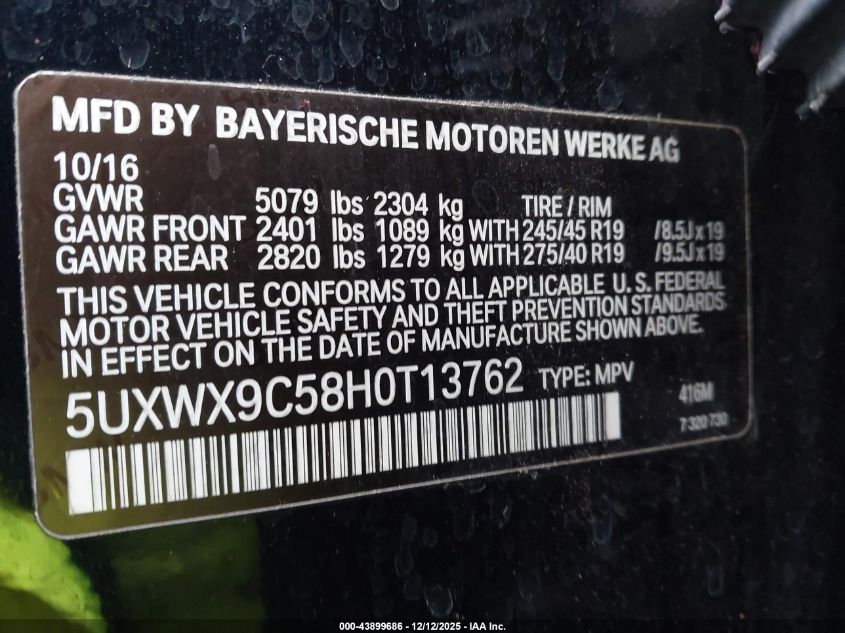 MFD BY BAYERISCHE MOTOREN WERKE AG
10/16
GVWR 5079 lbs 2304 kg TIRE / RIM
GAWR FRONT 2401 lbs 1089 kg WITH 245/45 R19 /8.5J x 19
GAWR REAR 2820 lbs 1279 kg WITH 275/40 R19 /9.5J x 19
THIS VEHICLE CONFORMS TO ALL APPLICABLE U.S. FEDERAL
MOTOR VEHICLE SAFETY AND THEFT PREVENTION STANDARDS
IN EFFECT ON THE DATE OF MANUFACTURE SHOWN ABOVE.
5UXWX9C58H0T13762 TYPE: MPV 416M
7 320 730
000-43899686 - 12/12/2025 - IAA Inc.